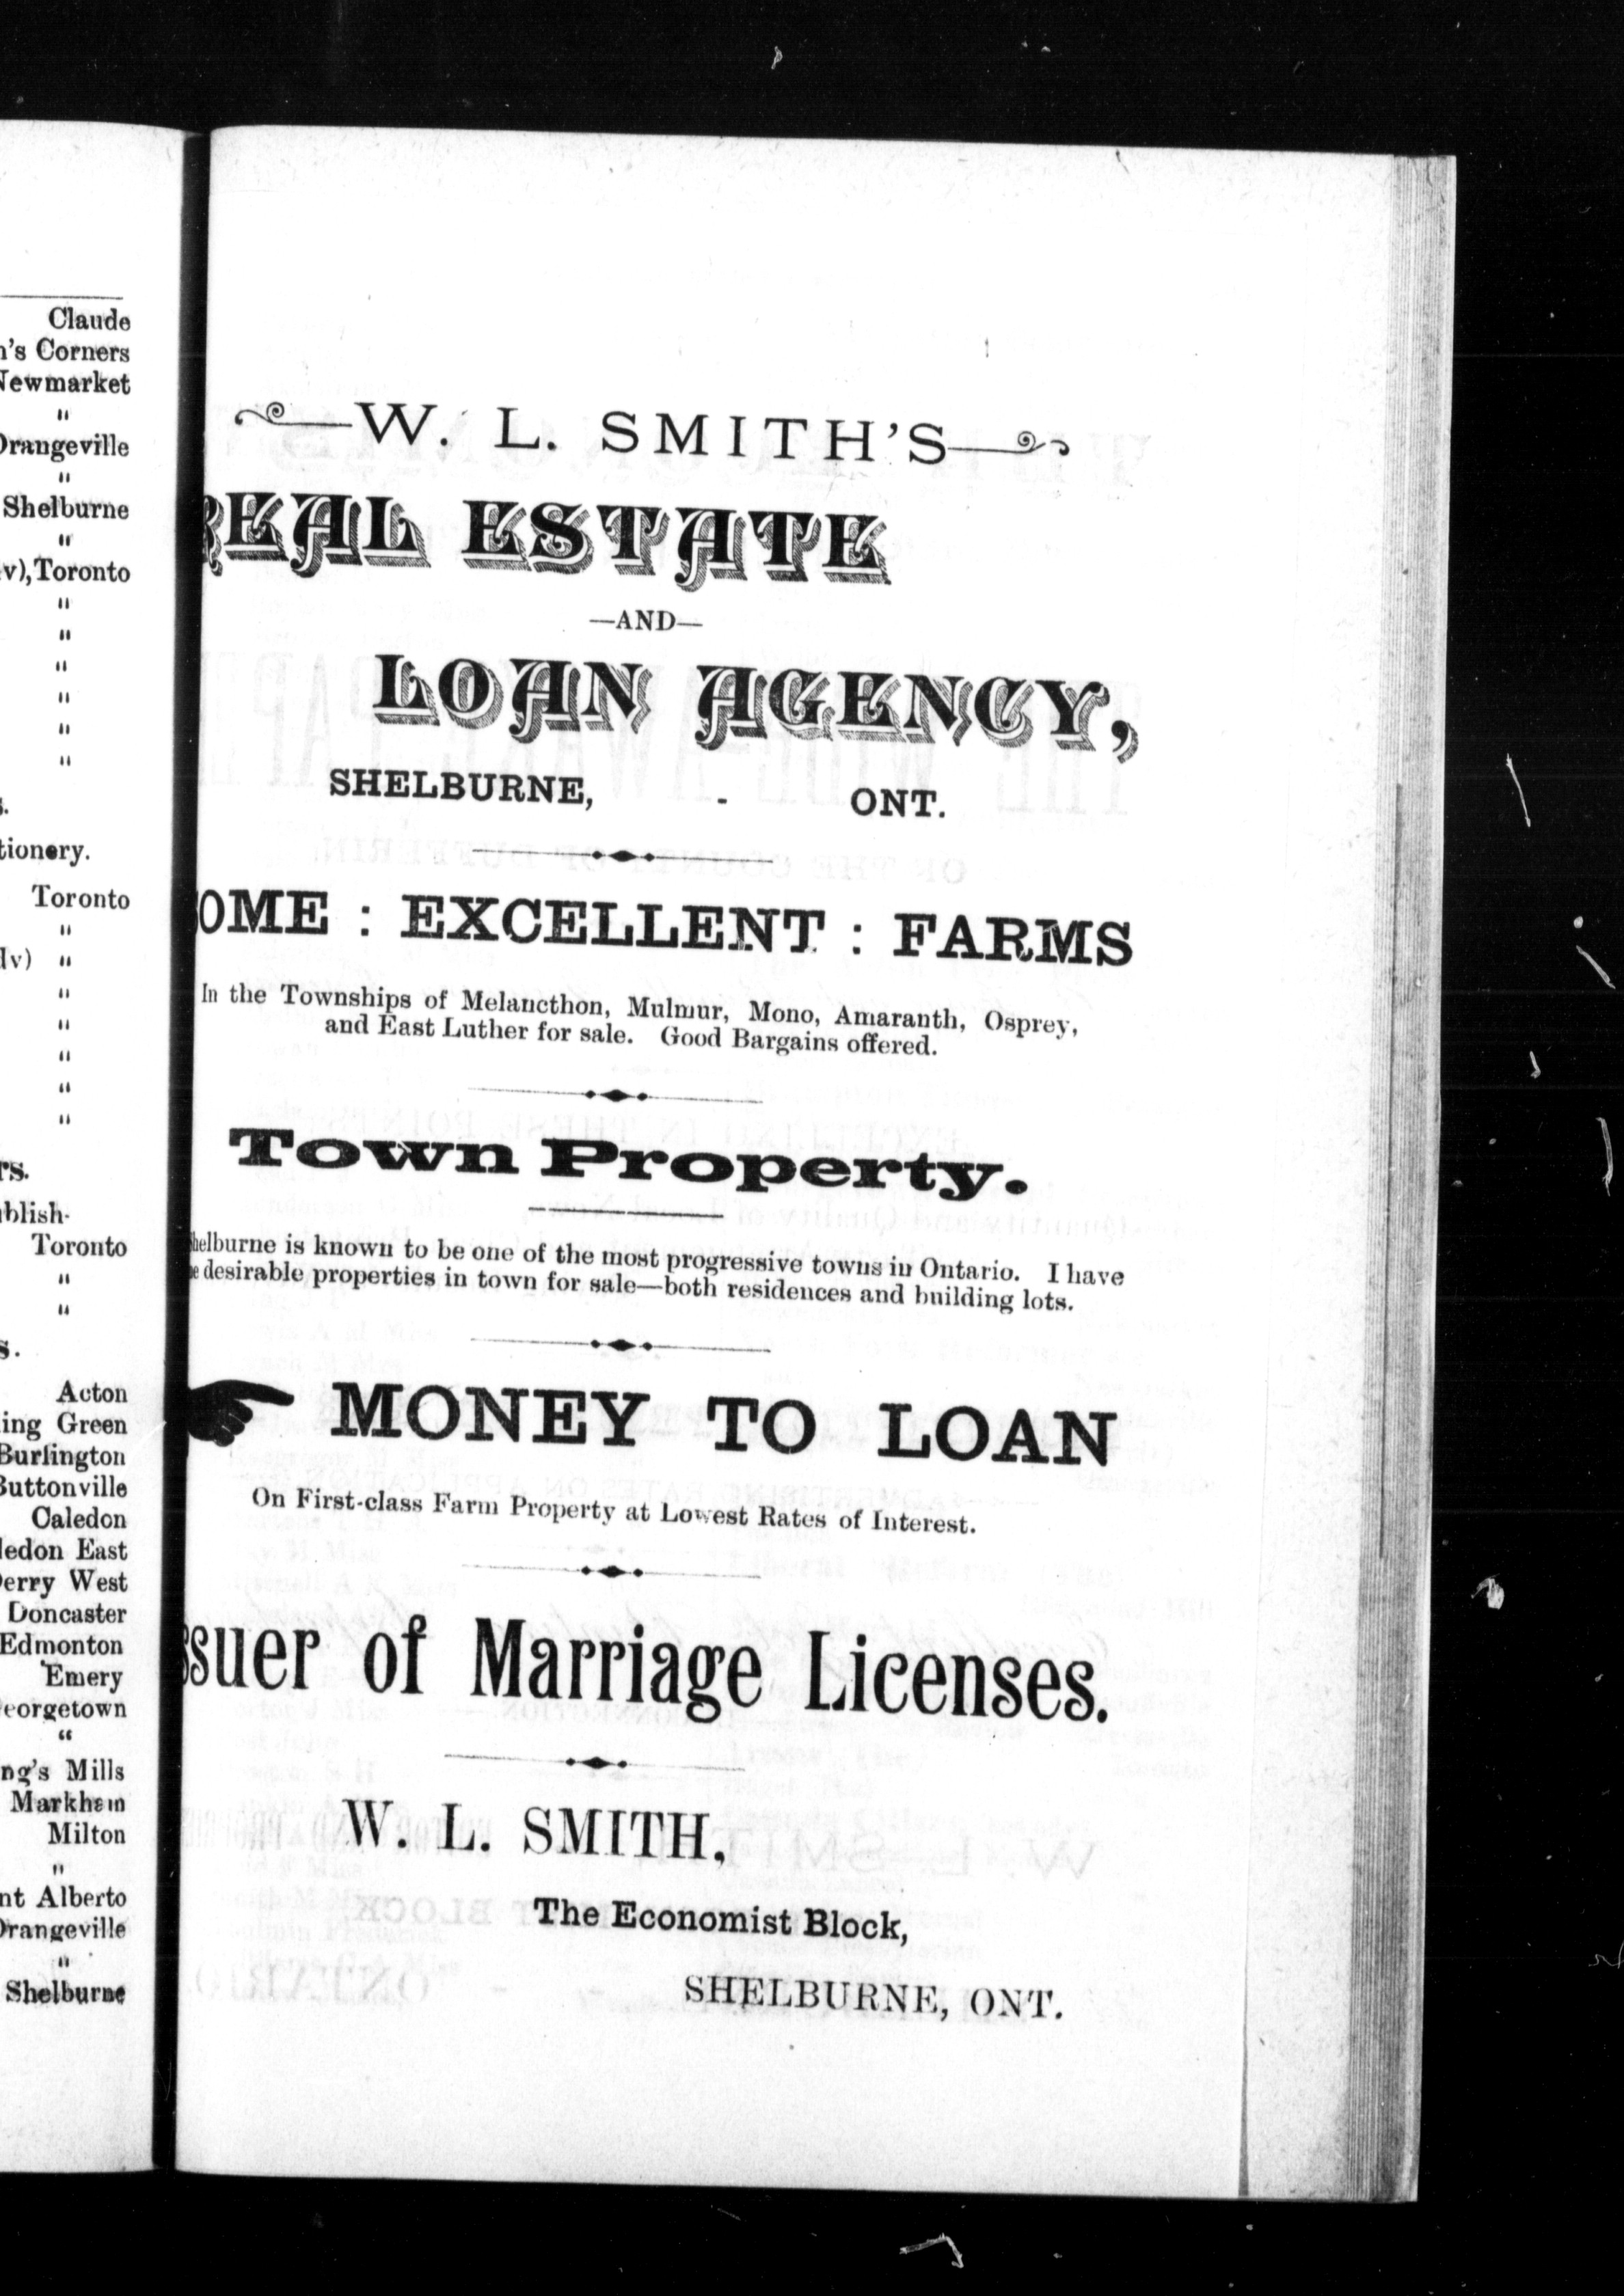 Claude
n's Corners
Newmarket
"
Orangeville
"
Shelburne
"
v), Toronto
"
"
"
"
"
"
s.
tionery.
Toronto
"
lv) "
"
"
"
"
"
rs.
blish-
Toronto
"
"
s.
Acton
ing Green
Burlington
Buttonville
Caledon
ledon East
Derry West
Doncaster
Edmonton
Emery
eorgetown
"
ng's Mills
Markham
Milton
"
nt Alberto
Orangeville
"
Shelburne
W. L. SMITH'S
REAL ESTATE
—AND—
LOAN AGENCY,
SHELBURNE, - ONT.
OME : EXCELLENT : FARMS
In the Townships of Melancthon, Mulmur, Mono, Amaranth, Osprey,
and East Luther for sale. Good Bargains offered.
Town Property.
Shelburne is known to be one of the most progressive towns in Ontario. I have
e desirable properties in town for sale—both residences and building lots.
MONEY TO LOAN
On First-class Farm Property at Lowest Rates of Interest.
ssuer of Marriage Licenses.
W. L. SMITH,
The Economist Block,
SHELBURNE, ONT.